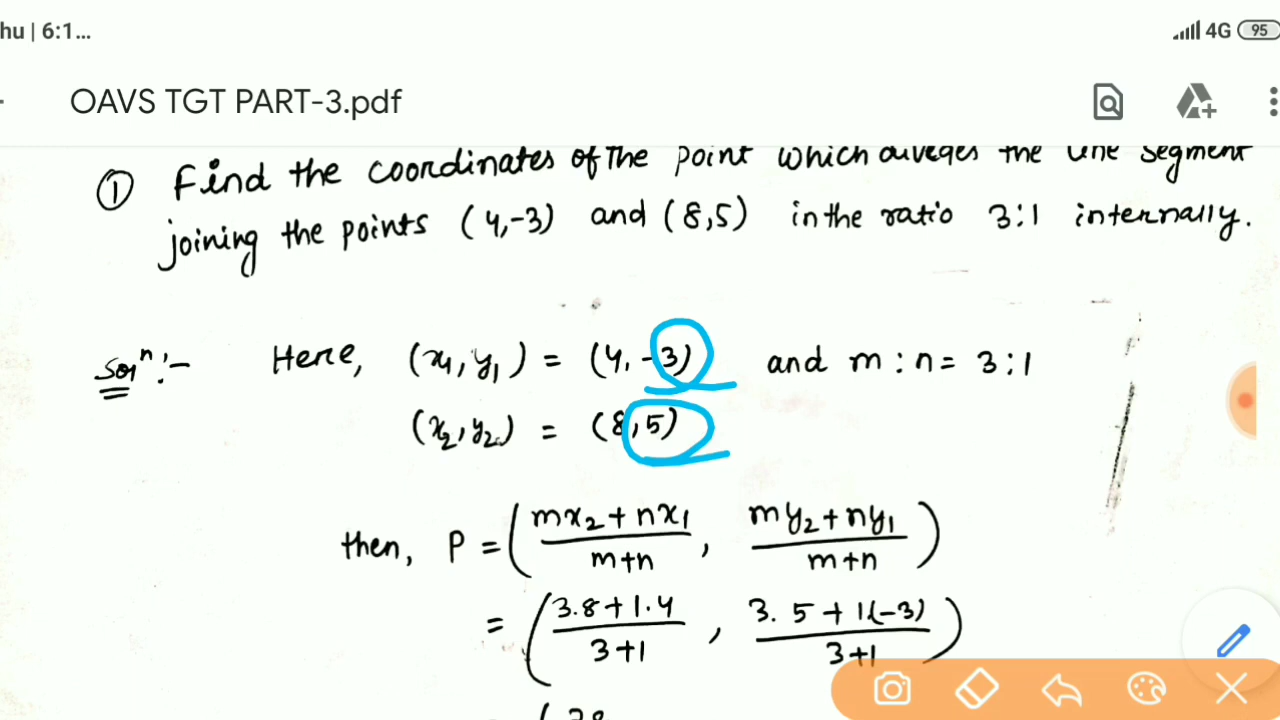 hu | 6:1...
4G 95
OAVS TGT PART-3.pdf
① Find the coordinates of the point which divides the line segment
joining the points (4,-3) and (8,5) in the ratio 3:1 internally.
Solⁿ:- Here, (x₁, y₁) = (4, -3) and m : n = 3:1
(x₂, y₂) = (8, 5)
then, P = ( mx₂ + nx₁ / m+n , my₂ + ny₁ / m+n )
= ( 3.8 + 1.4 / 3+1 , 3.5 + 1(-3) / 3+1 )